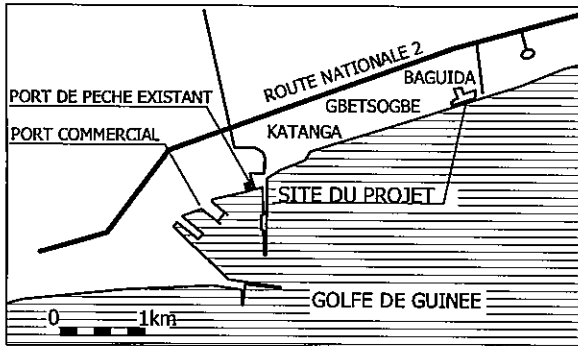 ROUTE NATIONALE 2
BAGUIDA
PORT DE PECHE EXISTANT
GBETSOGBE
PORT COMMERCIAL
KATANGA
SITE DU PROJET
GOLFE DE GUINEE
0 1km